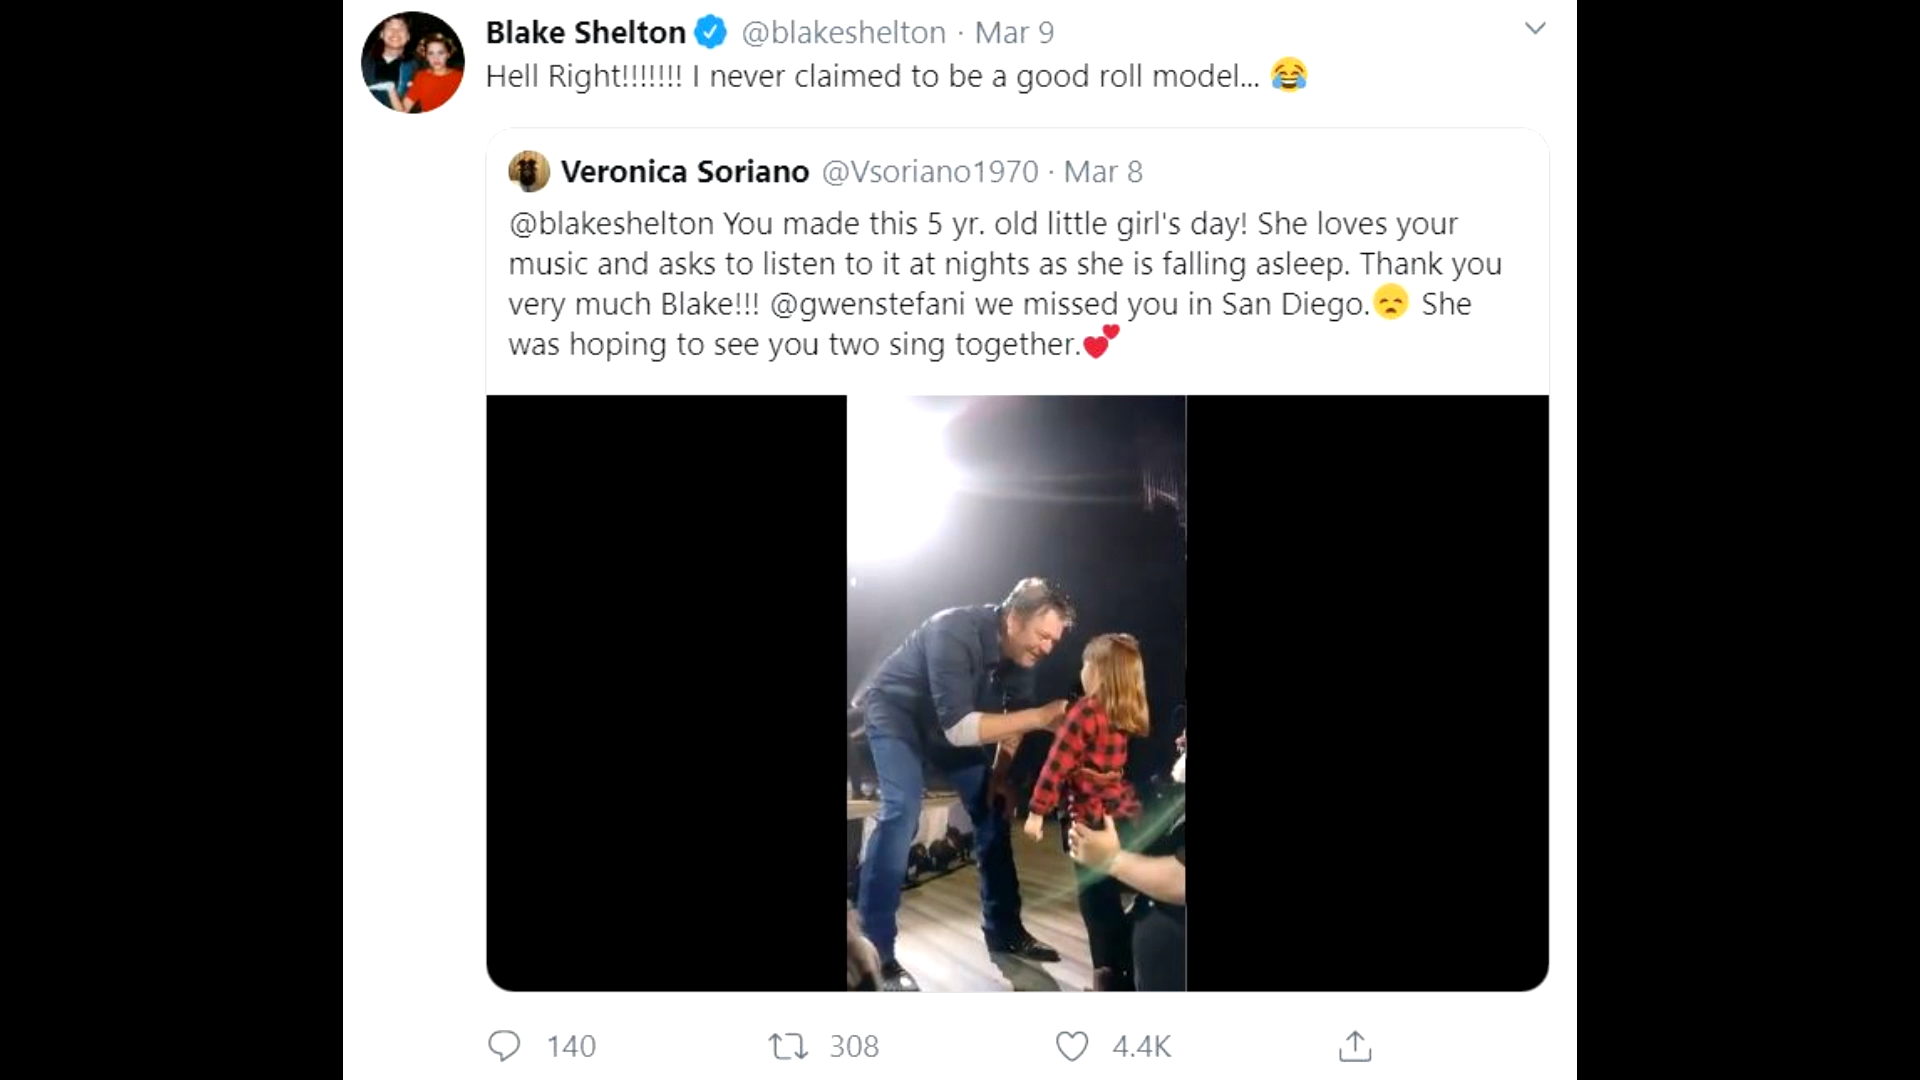 Blake Shelton @blakeshelton · Mar 9
Hell Right!!!!!!! I never claimed to be a good roll model... 😂
Veronica Soriano @Vsoriano1970 · Mar 8
@blakeshelton You made this 5 yr. old little girl's day! She loves your
music and asks to listen to it at nights as she is falling asleep. Thank you
very much Blake!!! @gwenstefani we missed you in San Diego.😞 She
was hoping to see you two sing together.💕
140 308 4.4K